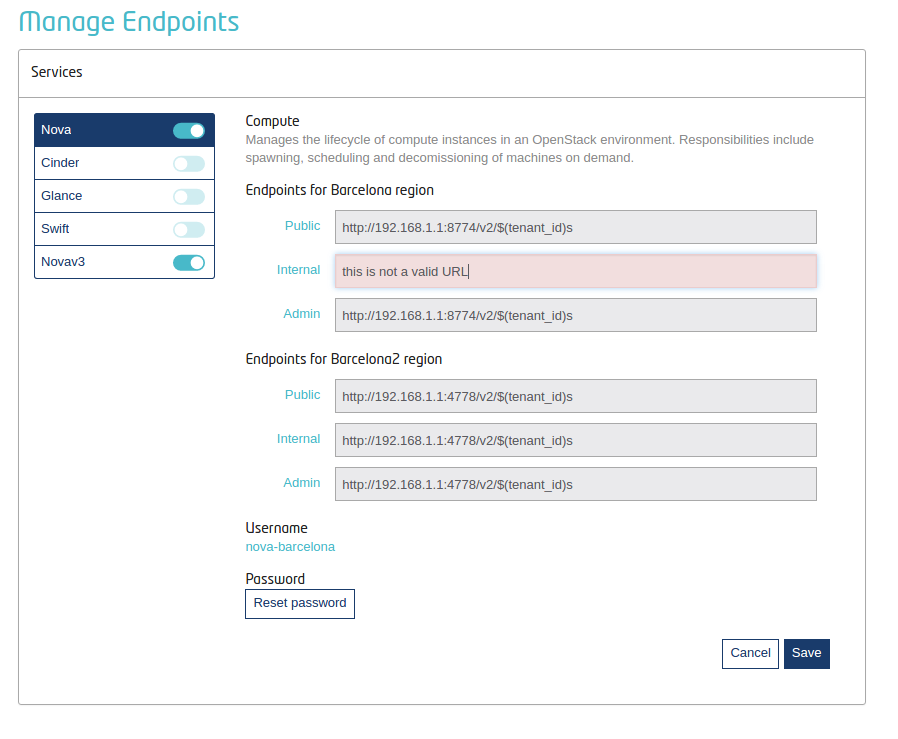 Manage Endpoints
Services
Nova
Cinder
Glance
Swift
Novav3
Compute
Manages the lifecycle of compute instances in an OpenStack environment. Responsibilities include
spawning, scheduling and decomissioning of machines on demand.
Endpoints for Barcelona region
Public http://192.168.1.1:8774/v2/$(tenant_id)s
Internal this is not a valid URL
Admin http://192.168.1.1:8774/v2/$(tenant_id)s
Endpoints for Barcelona2 region
Public http://192.168.1.1:4778/v2/$(tenant_id)s
Internal http://192.168.1.1:4778/v2/$(tenant_id)s
Admin http://192.168.1.1:4778/v2/$(tenant_id)s
Username
nova-barcelona
Password
Reset password
Cancel Save